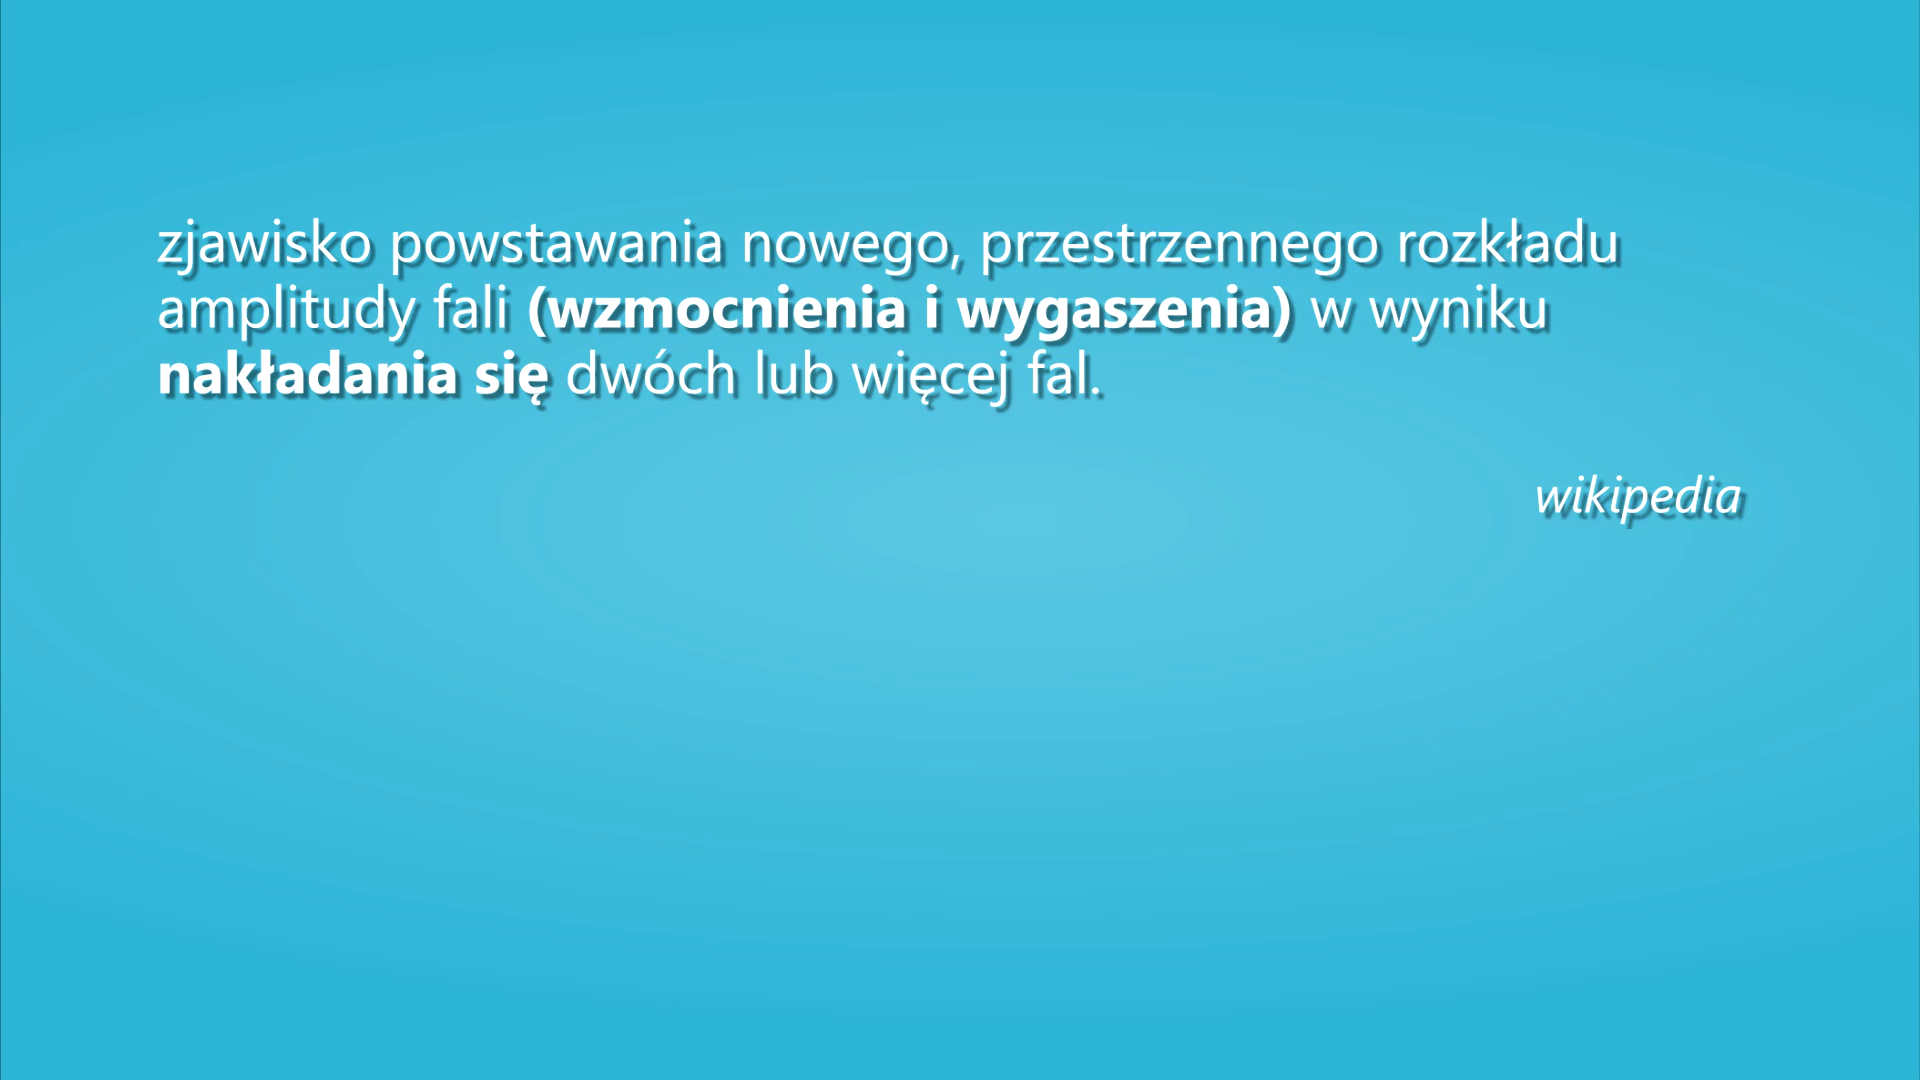 zjawisko powstawania nowego, przestrzennego rozkładu
amplitudy fali (wzmocnienia i wygaszenia) w wyniku
nakładania się dwóch lub więcej fal.
wikipedia